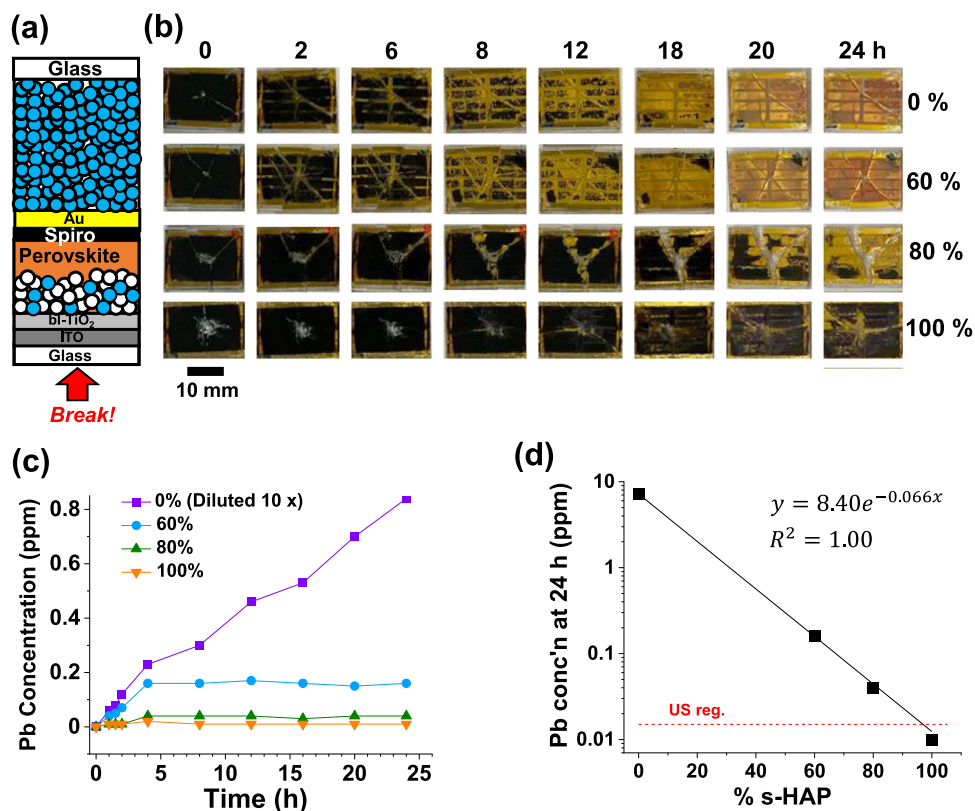 (a)
Glass
Au
Spiro
Perovskite
bl-TiO₂
ITO
Glass
Break!
(b)
0 2 6 8 12 18 20 24 h
0 %
60 %
80 %
100 %
10 mm
(c)
Pb Concentration (ppm)
0.8
0.6
0.4
0.2
0
0% (Diluted 10 x)
60%
80%
100%
0 5 10 15 20 25
Time (h)
(d)
Pb conc'n at 24 h (ppm)
10
1
0.1
0.01
y = 8.40e^{-0.066x}
R² = 1.00
US reg.
0 20 40 60 80 100
% s-HAP